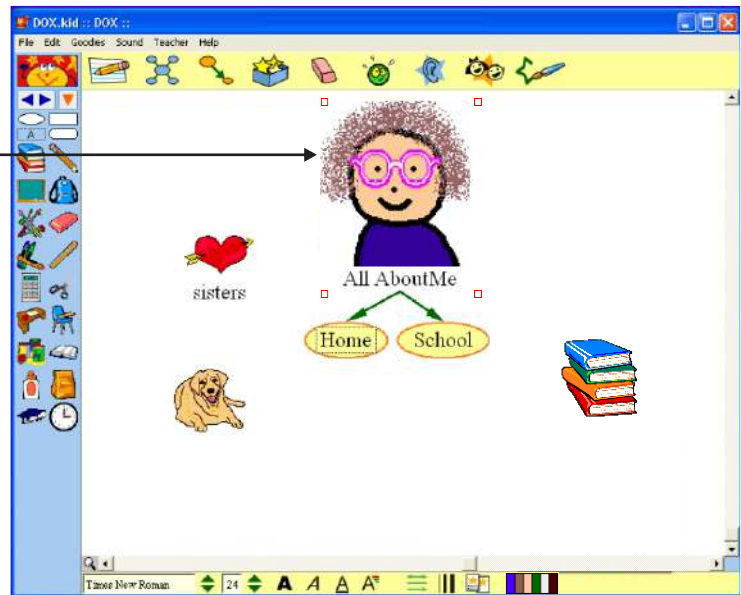 DOX.kid :: DOX ::
File Edit Goodies Sound Teacher Help
A
All AboutMe
sisters
Home School
Times New Roman 24 A A A A